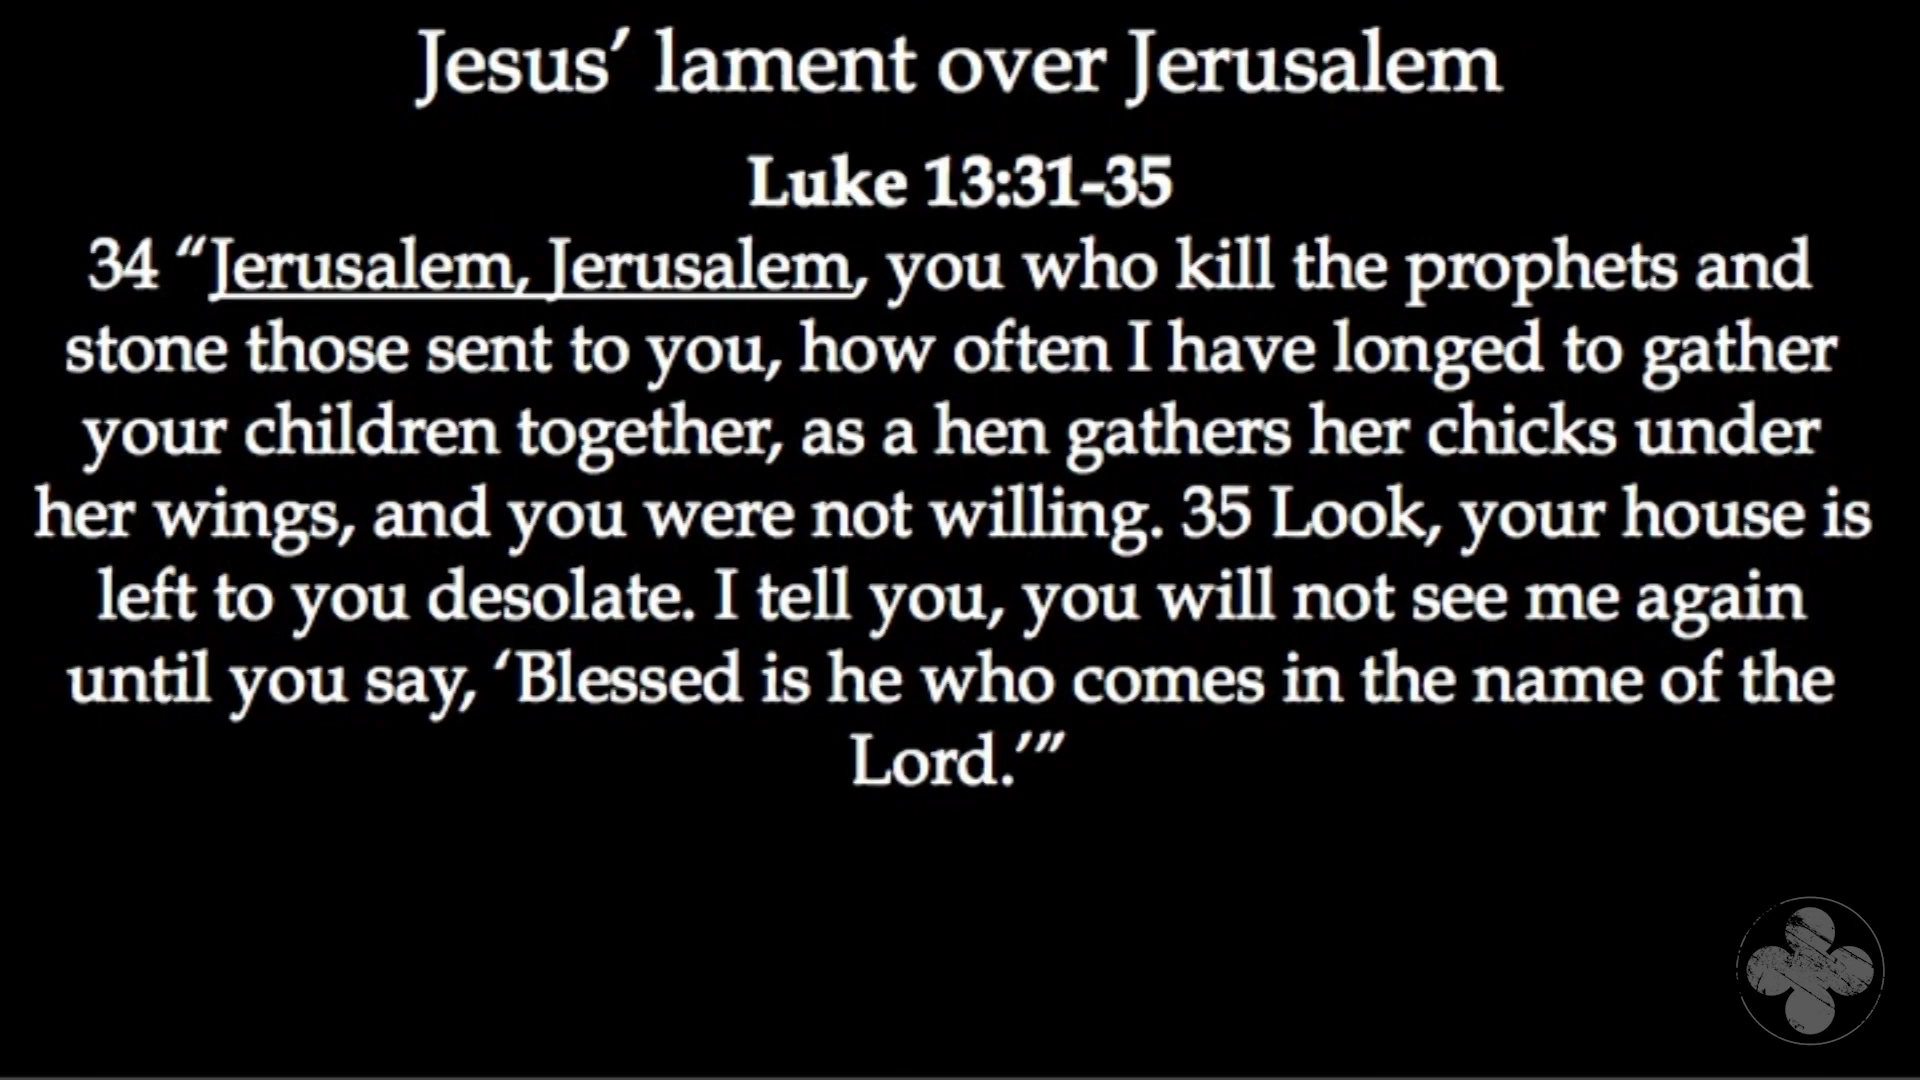 Jesus’ lament over Jerusalem
Luke 13:31-35
34 “Jerusalem, Jerusalem, you who kill the prophets and
stone those sent to you, how often I have longed to gather
your children together, as a hen gathers her chicks under
her wings, and you were not willing. 35 Look, your house is
left to you desolate. I tell you, you will not see me again
until you say, ‘Blessed is he who comes in the name of the
Lord.’”